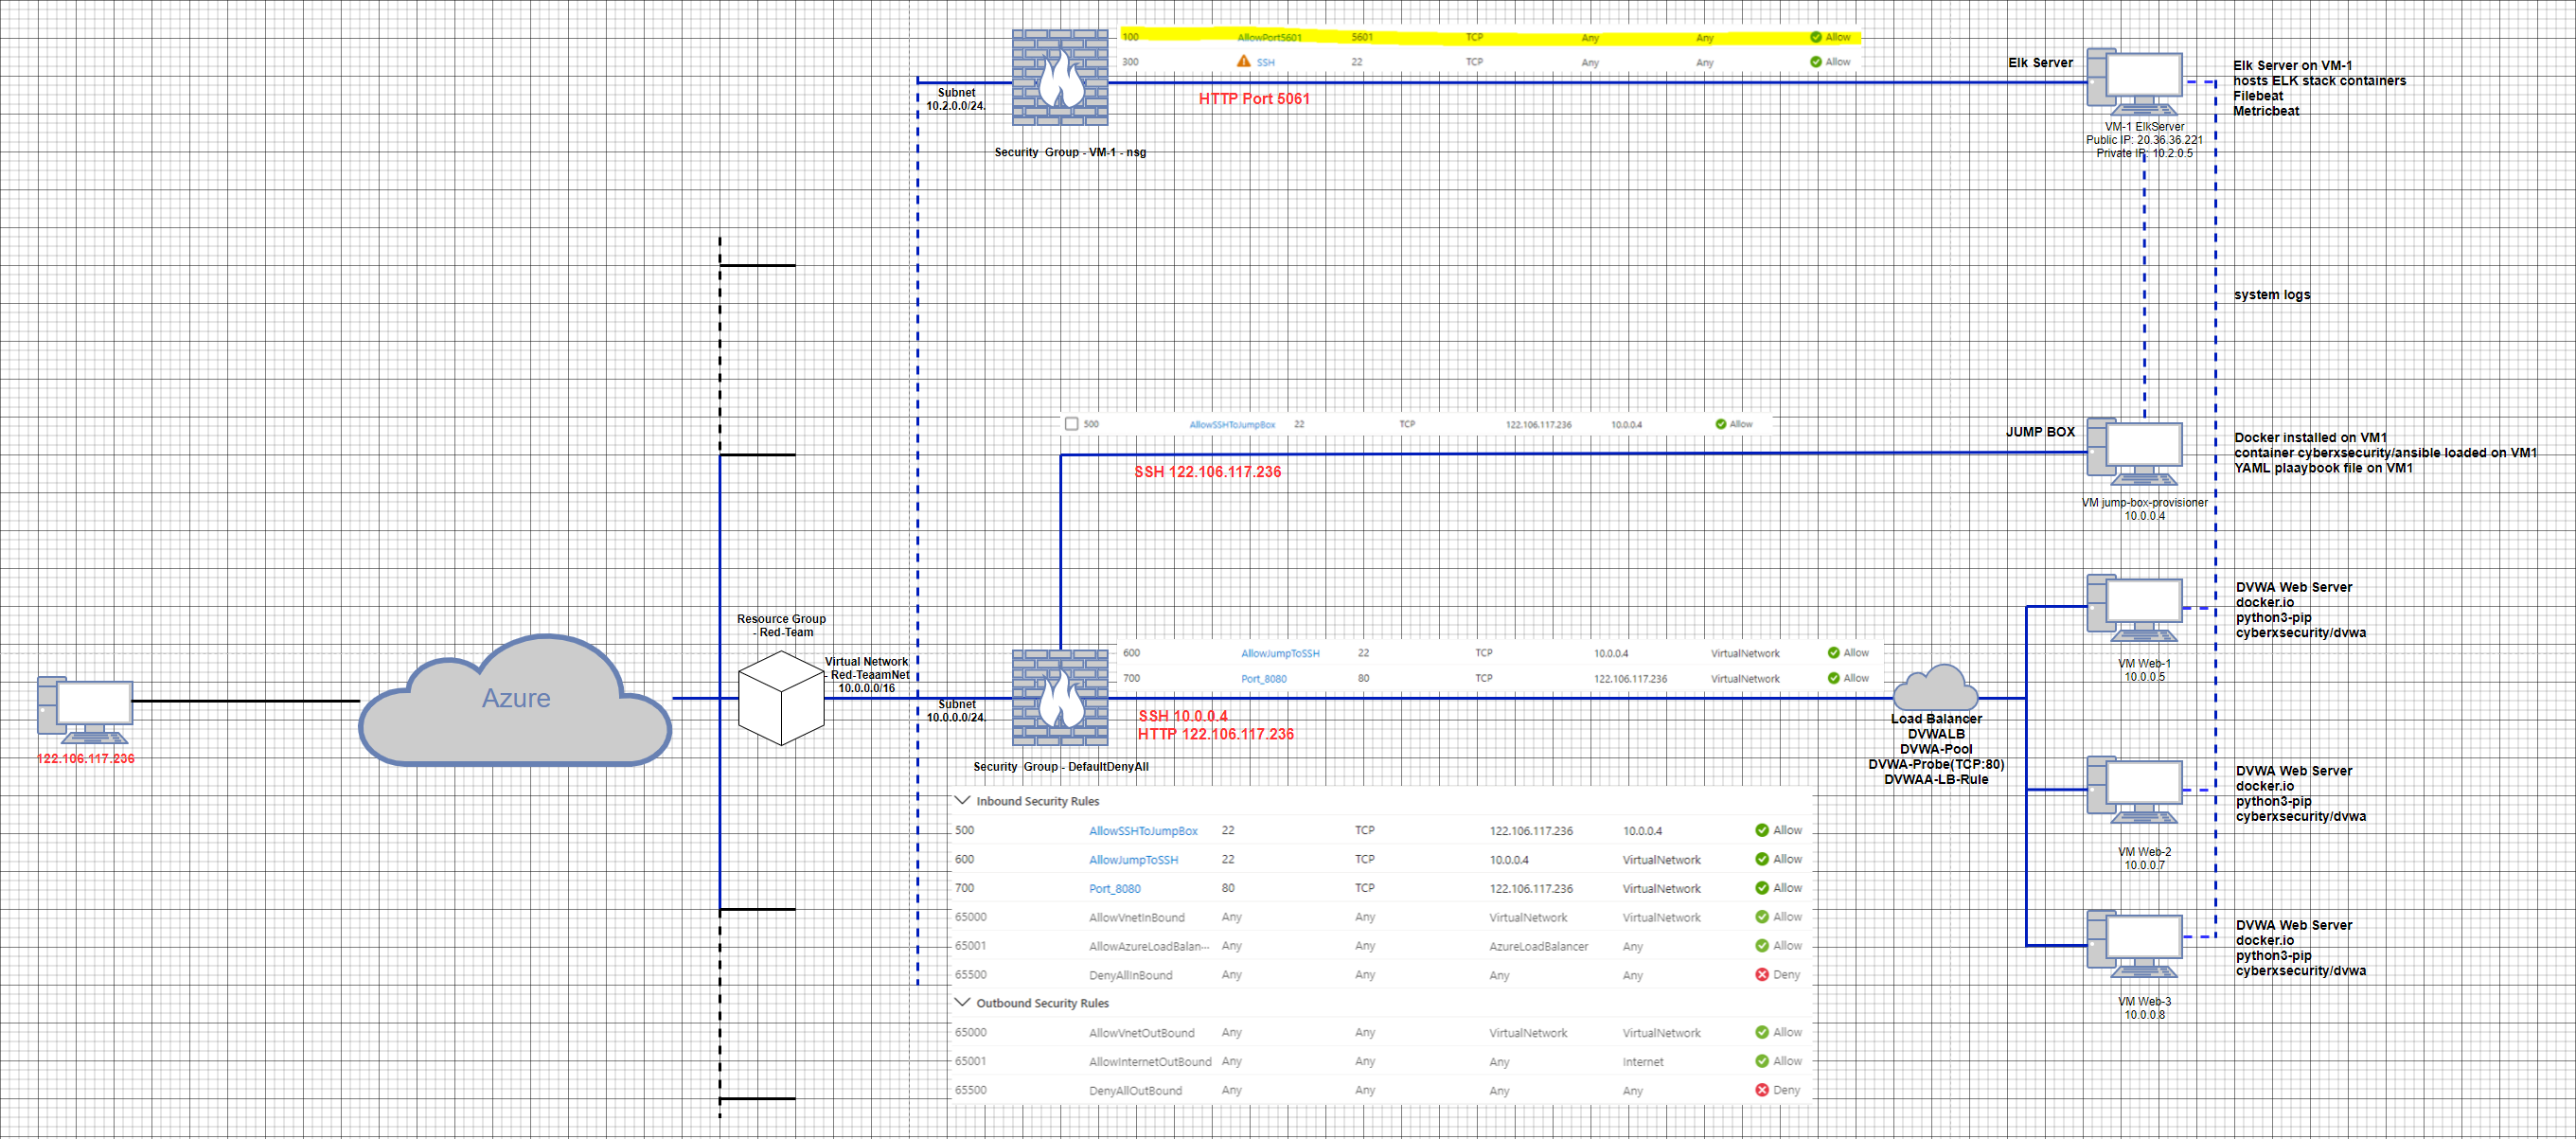 100 AllowPort5601 5601 TCP Any Any Allow
300 SSH 22 TCP Any Any Allow
HTTP Port 5061
Subnet
10.2.0.0/24.
Security Group - VM-1 - nsg
Elk Server
VM-1 ElkServer
Public IP: 20.36.36.221
Private IP: 10.2.0.5
Elk Server on VM-1
hosts ELK stack containers
Filebeat
Metricbeat
system logs
500 AllowSSHToJumpBox 22 TCP 122.106.117.236 10.0.0.4 Allow
SSH 122.106.117.236
JUMP BOX
VM jump-box-provisioner
10.0.0.4
Docker installed on VM1
container cyberxsecurity/ansible loaded on VM1
YAML plaaybook file on VM1
122.106.117.236
Azure
Resource Group
- Red-Team
Virtual Network
- Red-TeaamNet
10.0.0.0/16
Subnet
10.0.0.0/24.
600 AllowJumpToSSH 22 TCP 10.0.0.4 VirtualNetwork Allow
700 Port_8080 80 TCP 122.106.117.236 VirtualNetwork Allow
SSH 10.0.0.4
HTTP 122.106.117.236
Security Group - DefaultDenyAll
Load Balancer
DVWALB
DVWA-Pool
DVWA-Probe(TCP:80)
DVWAA-LB-Rule
DVWA Web Server
docker.io
python3-pip
cyberxsecurity/dvwa
VM Web-1
10.0.0.5
DVWA Web Server
docker.io
python3-pip
cyberxsecurity/dvwa
VM Web-2
10.0.0.7
DVWA Web Server
docker.io
python3-pip
cyberxsecurity/dvwa
VM Web-3
10.0.0.8
Inbound Security Rules
500 AllowSSHToJumpBox 22 TCP 122.106.117.236 10.0.0.4 Allow
600 AllowJumpToSSH 22 TCP 10.0.0.4 VirtualNetwork Allow
700 Port_8080 80 TCP 122.106.117.236 VirtualNetwork Allow
65000 AllowVnetInBound Any Any VirtualNetwork VirtualNetwork Allow
65001 AllowAzureLoadBalan... Any Any AzureLoadBalancer Any Allow
65500 DenyAllInBound Any Any Any Any Deny
Outbound Security Rules
65000 AllowVnetOutBound Any Any VirtualNetwork VirtualNetwork Allow
65001 AllowInternetOutBound Any Any Any Internet Allow
65500 DenyAllOutBound Any Any Any Any Deny